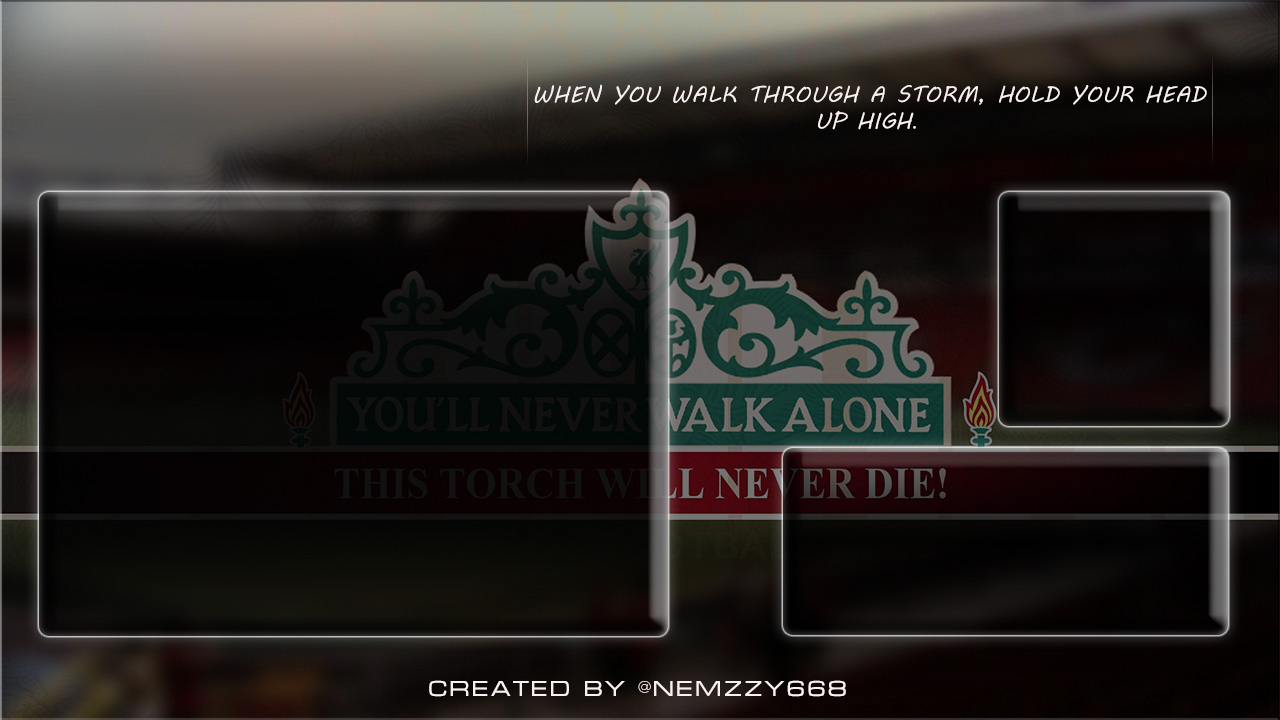 WHEN YOU WALK THROUGH A STORM, HOLD YOUR HEAD
UP HIGH.
YOU'LL NEVER WALK ALONE
THIS TORCH WILL NEVER DIE!
CREATED BY @NEMZZY668